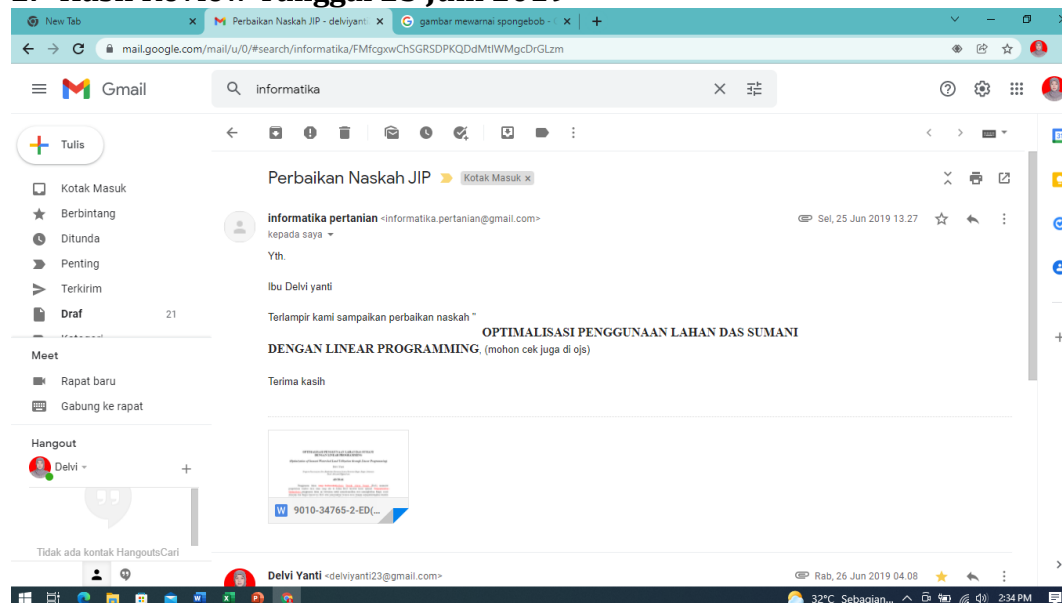 New Tab
Perbaikan Naskah JIP - delviyanti
gambar mewarnai spongebob -
mail.google.com/mail/u/0/#search/informatika/FMfcgxwChSGRSDPKQDdMtIWMgcDrGLzm
Gmail
informatika
Tulis
Kotak Masuk
Berbintang
Ditunda
Penting
Terkirim
Draf 21
Meet
Rapat baru
Gabung ke rapat
Hangout
Delvi
Tidak ada kontak HangoutsCari
Perbaikan Naskah JIP
Kotak Masuk x
informatika pertanian <informatika.pertanian@gmail.com>
Sel, 25 Jun 2019 13.27
kepada saya
Yth.
Ibu Delvi yanti
Terlampir kami sampaikan perbaikan naskah "
OPTIMALISASI PENGGUNAAN LAHAN DAS SUMANI
DENGAN LINEAR PROGRAMMING, (mohon cek juga di ojs)
Terima kasih
W 9010-34765-2-ED(...
Delvi Yanti <delviyanti23@gmail.com>
Rab, 26 Jun 2019 04.08
32°C Sebagian...
2:34 PM